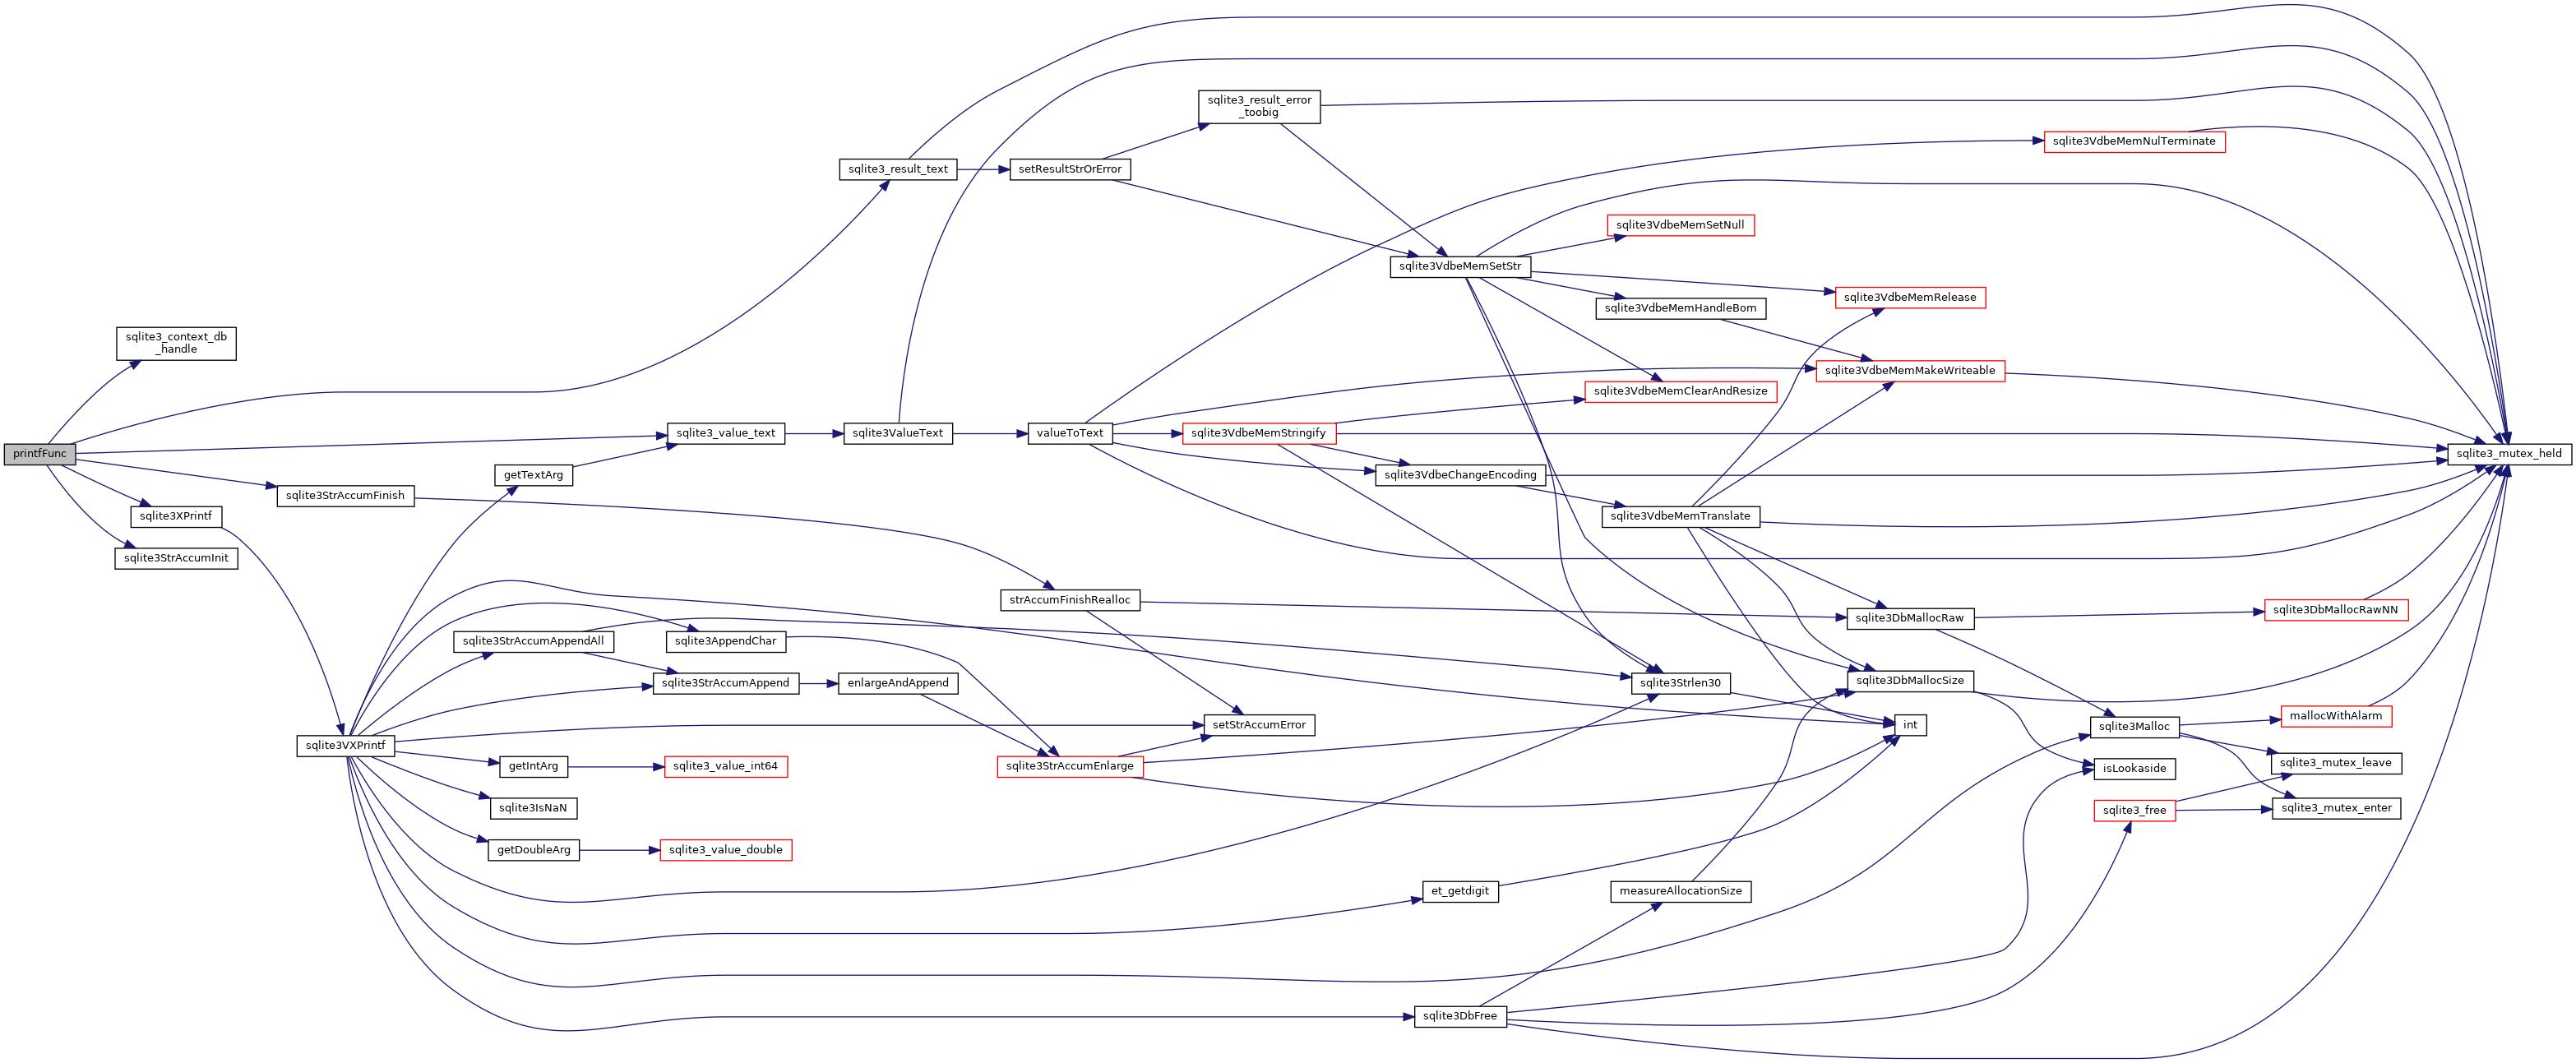 printfFunc
sqlite3_context_db
_handle
sqlite3_result_text
sqlite3_value_text
sqlite3StrAccumFinish
sqlite3XPrintf
sqlite3StrAccumInit
sqlite3VXPrintf
getTextArg
sqlite3StrAccumAppendAll
sqlite3AppendChar
sqlite3StrAccumAppend
getIntArg
sqlite3_value_int64
sqlite3IsNaN
getDoubleArg
sqlite3_value_double
sqlite3ValueText
enlargeAndAppend
setResultStrOrError
valueToText
strAccumFinishRealloc
sqlite3StrAccumEnlarge
sqlite3_result_error
_toobig
sqlite3VdbeMemStringify
setStrAccumError
sqlite3VdbeMemSetStr
sqlite3VdbeChangeEncoding
et_getdigit
sqlite3DbFree
sqlite3VdbeMemSetNull
sqlite3VdbeMemHandleBom
sqlite3VdbeMemClearAndResize
sqlite3VdbeMemTranslate
sqlite3Strlen30
measureAllocationSize
sqlite3VdbeMemRelease
sqlite3VdbeMemMakeWriteable
sqlite3DbMallocRaw
sqlite3DbMallocSize
int
sqlite3VdbeMemNulTerminate
sqlite3Malloc
isLookaside
sqlite3_free
sqlite3DbMallocRawNN
mallocWithAlarm
sqlite3_mutex_leave
sqlite3_mutex_enter
sqlite3_mutex_held